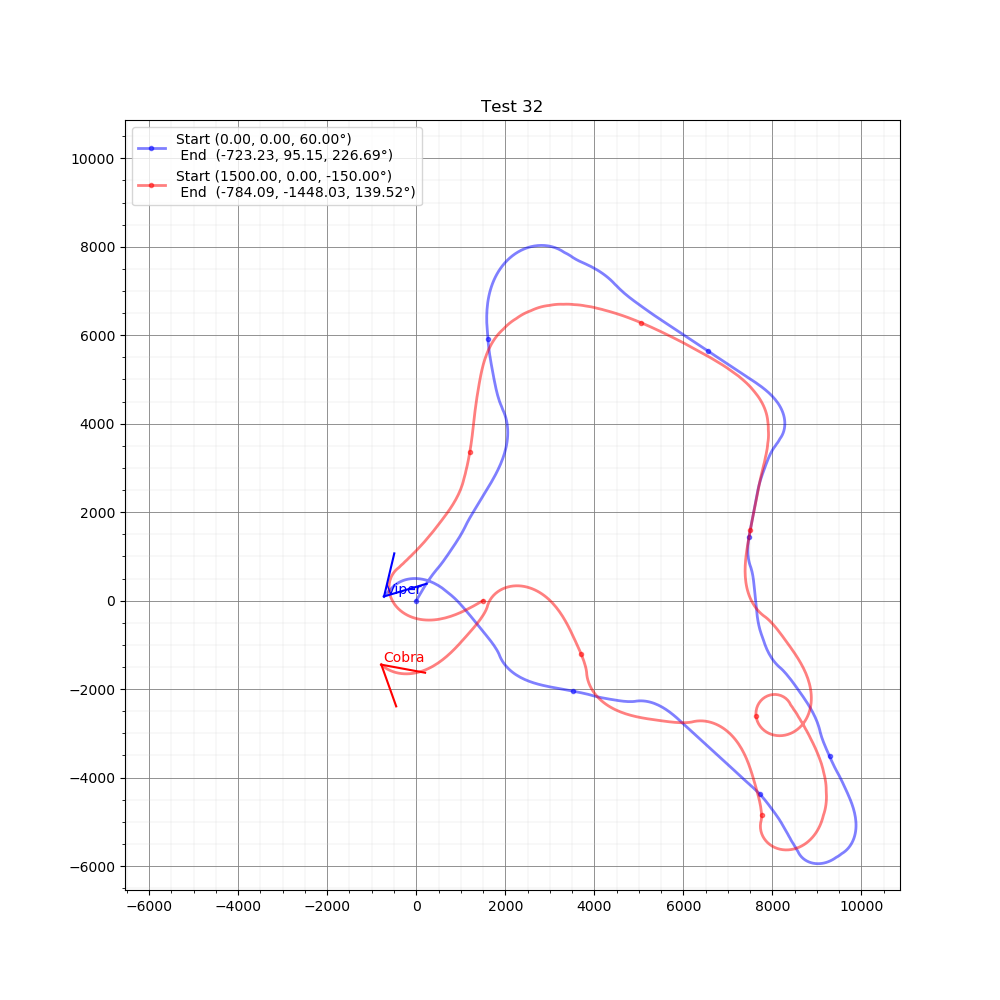 Test 32
Start (0.00, 0.00, 60.00°)
End (-723.23, 95.15, 226.69°)
Start (1500.00, 0.00, -150.00°)
End (-784.09, -1448.03, 139.52°)
10000
8000
6000
4000
2000
0
−2000
−4000
−6000
Viper
Cobra
−6000 −4000 −2000 0 2000 4000 6000 8000 10000